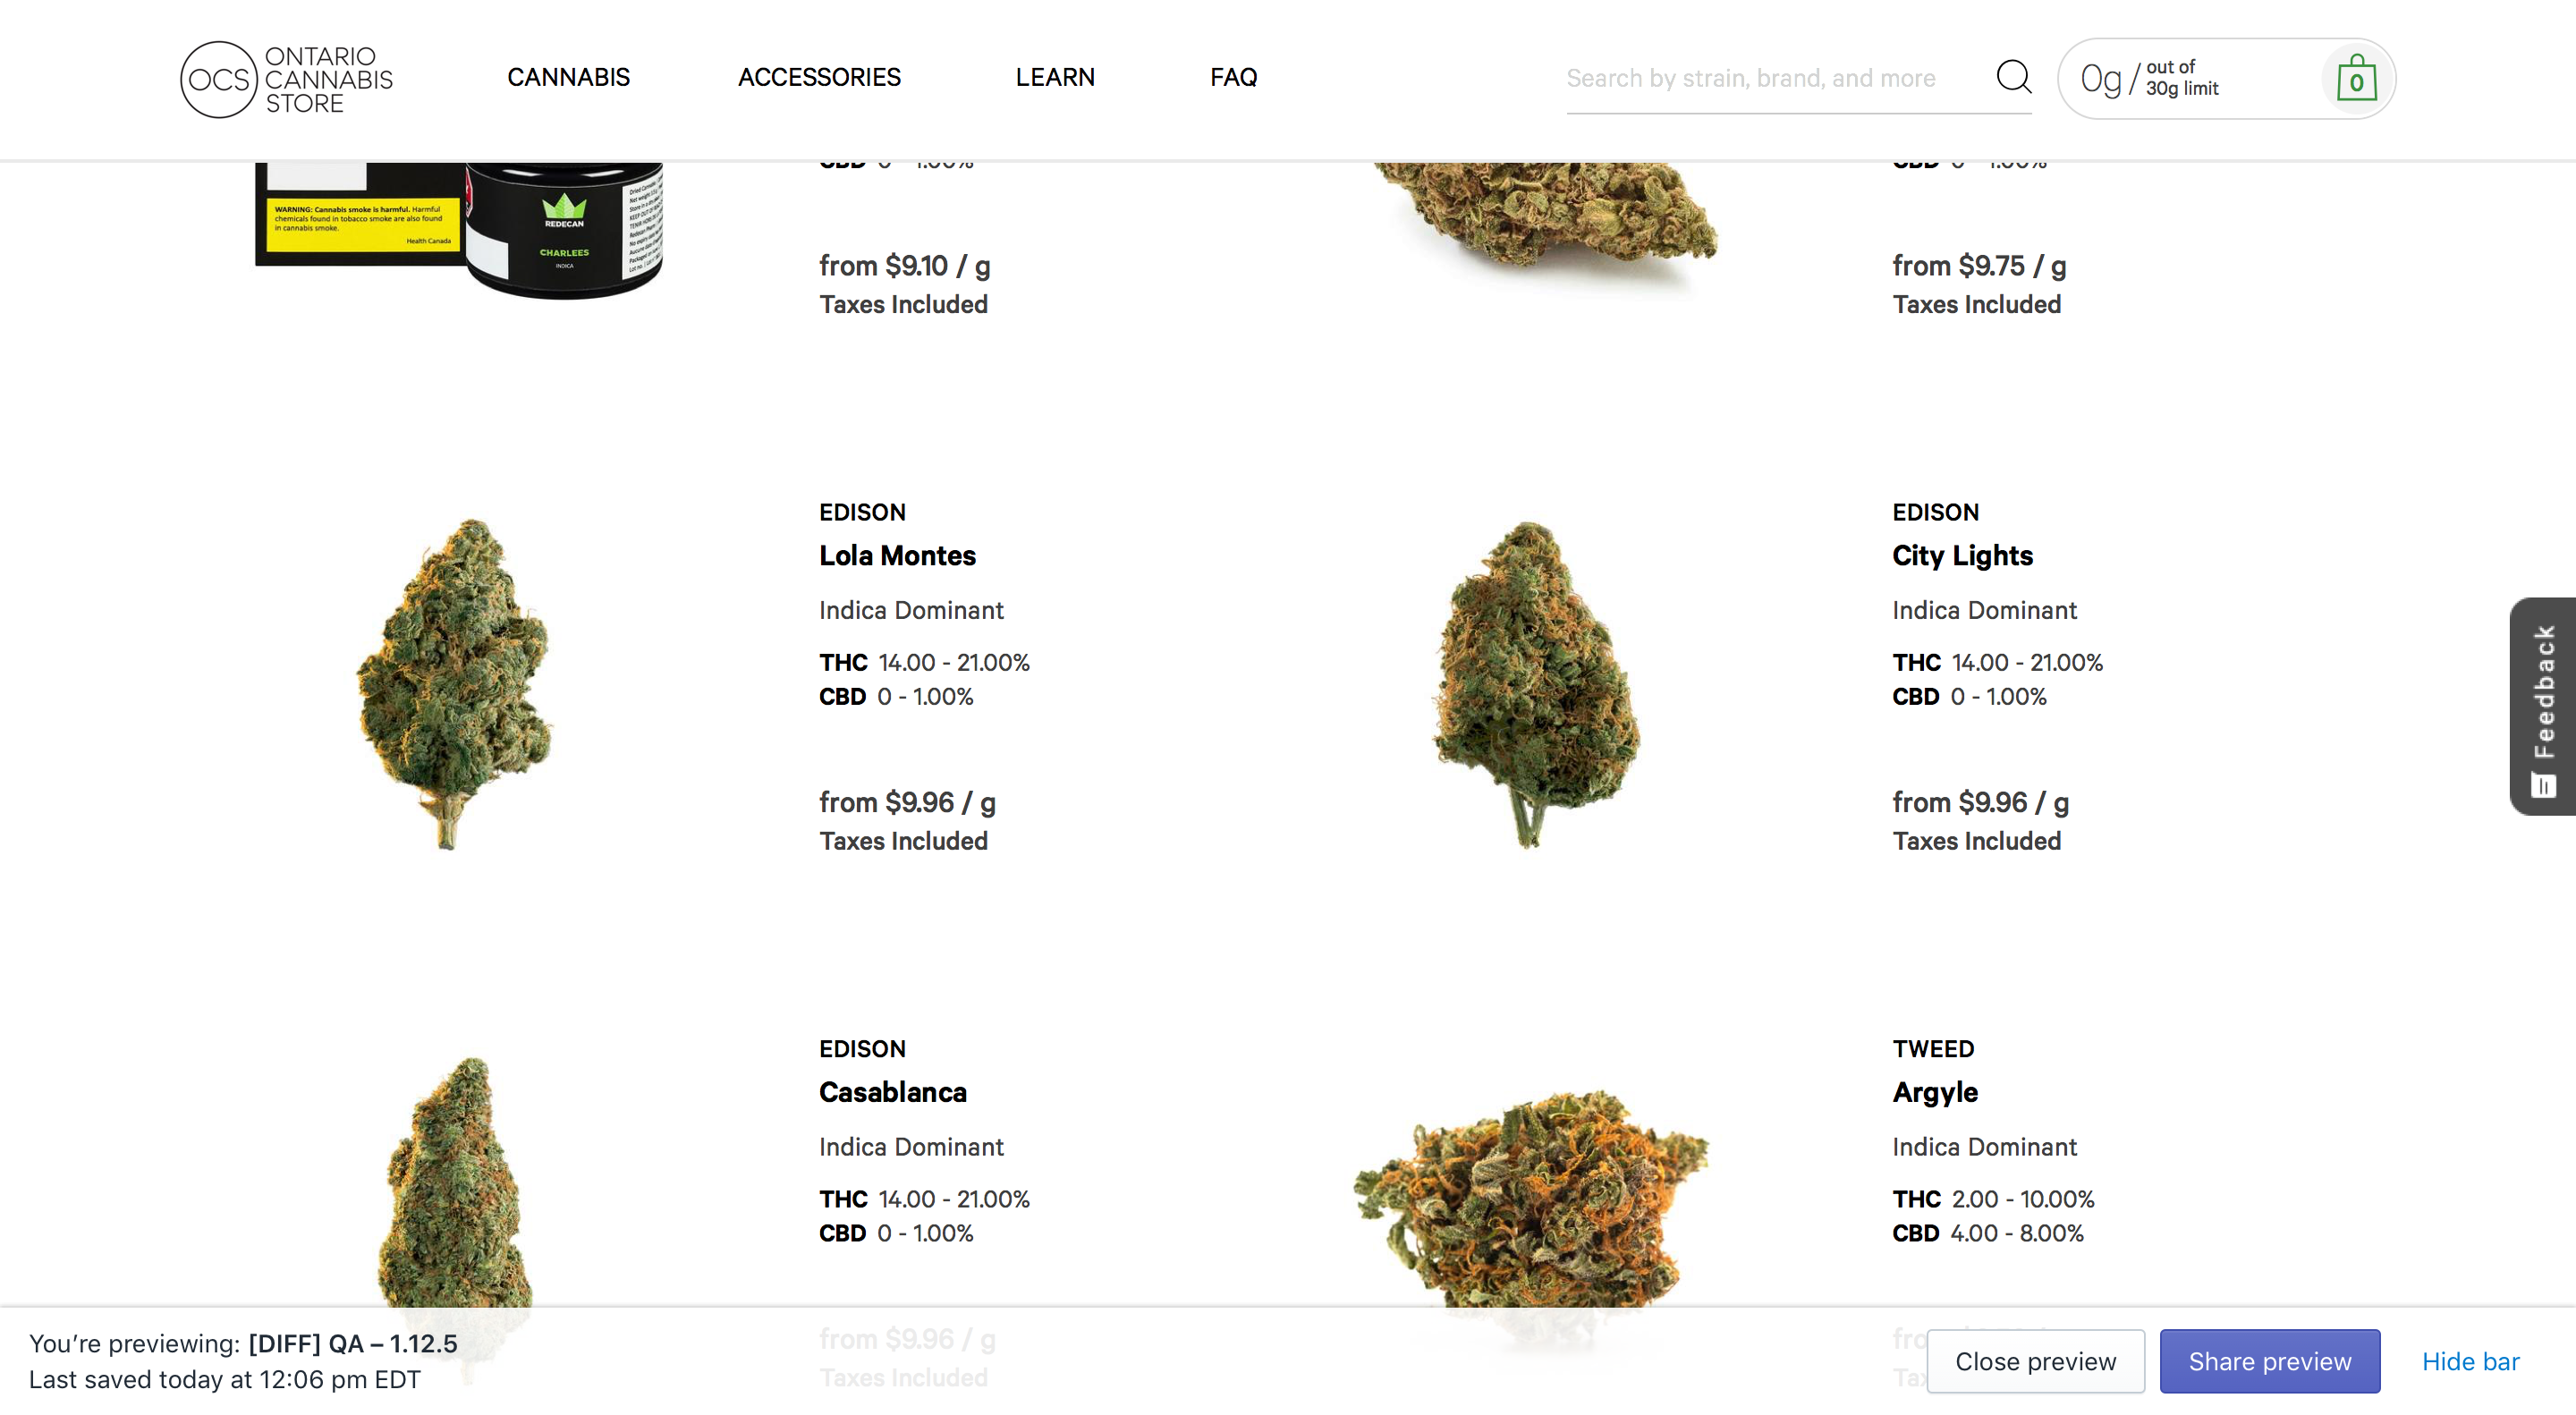 OCS
ONTARIO
CANNABIS
STORE
CANNABIS
ACCESSORIES
LEARN
FAQ
Search by strain, brand, and more
0g / out of
30g limit
0
CBD 0 - 1.00%
WARNING: Cannabis smoke is harmful. Harmful
chemicals found in tobacco smoke are also found
in cannabis smoke.
Health Canada
REDECAN
CHARLEES
INDICA
from $9.10 / g
Taxes Included
CBD 0 - 1.00%
from $9.75 / g
Taxes Included
EDISON
Lola Montes
Indica Dominant
THC 14.00 - 21.00%
CBD 0 - 1.00%
from $9.96 / g
Taxes Included
EDISON
City Lights
Indica Dominant
THC 14.00 - 21.00%
CBD 0 - 1.00%
from $9.96 / g
Taxes Included
Feedback
EDISON
Casablanca
Indica Dominant
THC 14.00 - 21.00%
CBD 0 - 1.00%
from $9.96 / g
Taxes Included
TWEED
Argyle
Indica Dominant
THC 2.00 - 10.00%
CBD 4.00 - 8.00%
You're previewing: [DIFF] QA – 1.12.5
Last saved today at 12:06 pm EDT
Close preview
Share preview
Hide bar